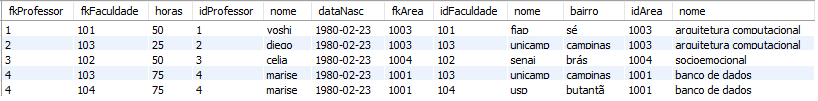 fkProfessor fkFaculdade horas idProfessor nome dataNasc fkArea idFaculdade nome bairro idArea nome
1 101 50 1 yoshi 1980-02-23 1003 101 fiap sé 1003 arquitetura computacional
2 103 25 2 diego 1980-02-23 1003 103 unicamp campinas 1003 arquitetura computacional
3 102 50 3 celia 1980-02-23 1004 102 senai brás 1004 socioemocional
4 103 75 4 marise 1980-02-23 1001 103 unicamp campinas 1001 banco de dados
4 104 75 4 marise 1980-02-23 1001 104 usp butantã 1001 banco de dados